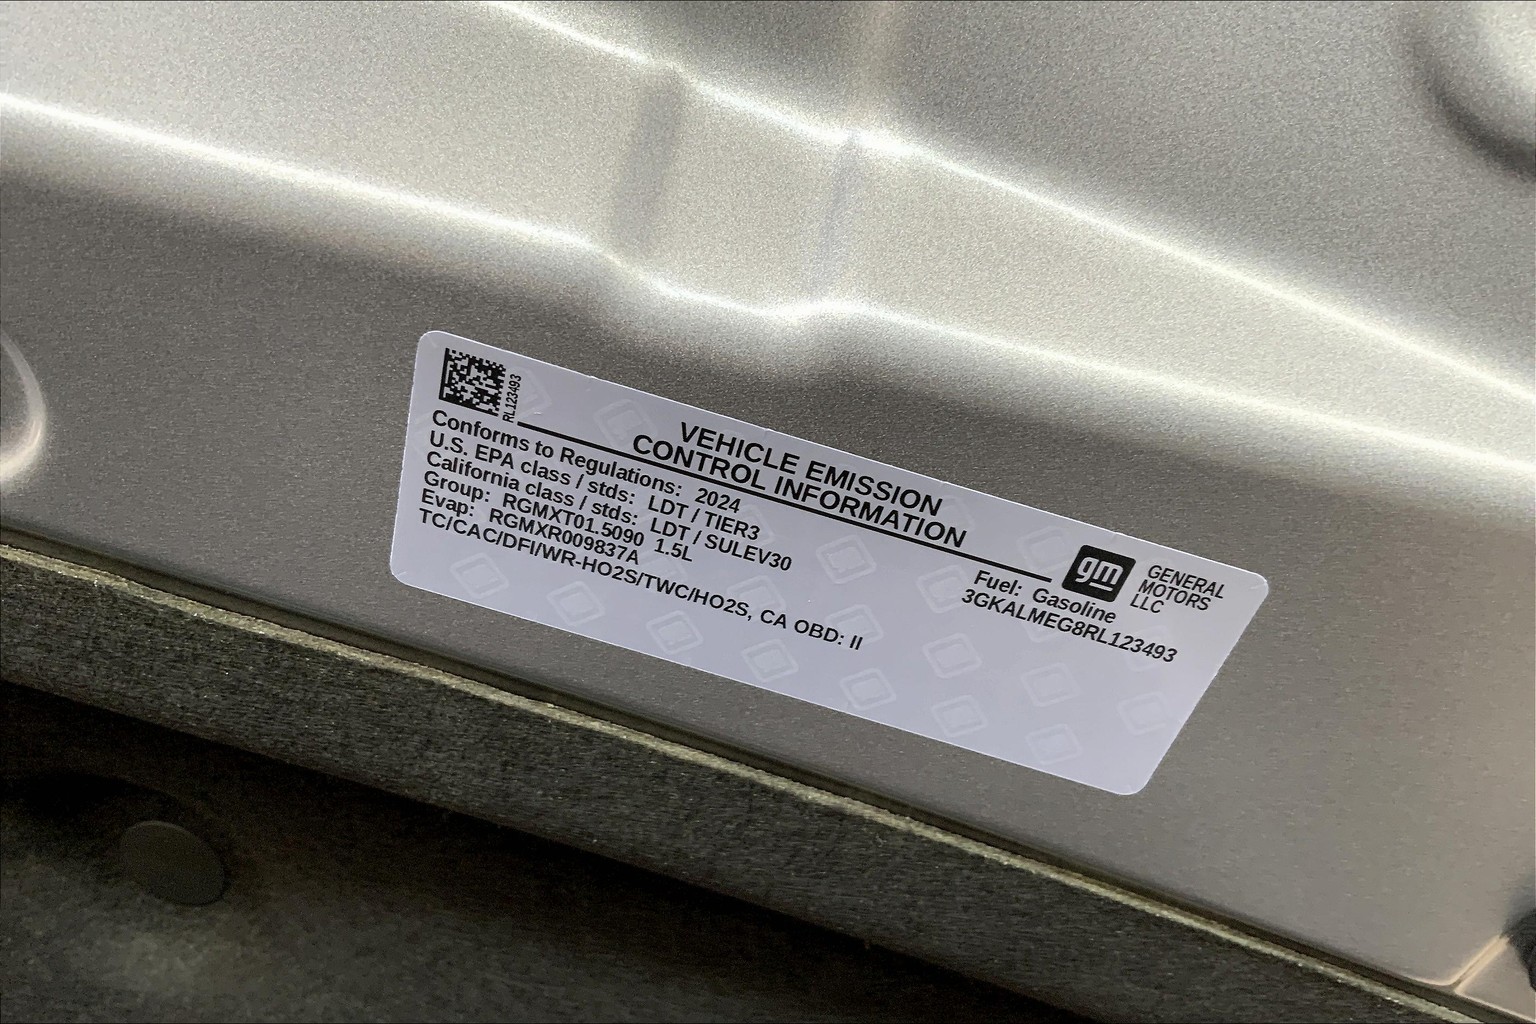 RL123493
VEHICLE EMISSION
CONTROL INFORMATION
gm
GENERAL
MOTORS
LLC
Conforms to Regulations: 2024
U.S. EPA class / stds: LDT / TIER3
California class / stds: LDT / SULEV30
Group: RGMXT01.5090 1.5L
Evap: RGMXR009837A
TC/CAC/DFI/WR-HO2S/TWC/HO2S, CA OBD: II
Fuel: Gasoline
3GKALMEG8RL123493